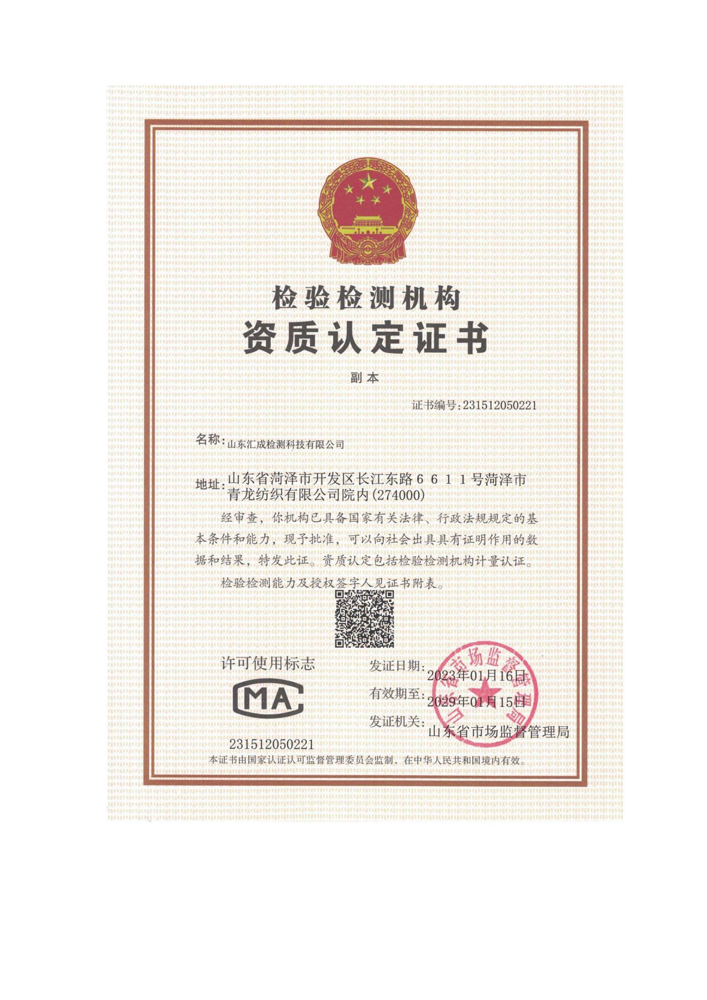 检验检测机构
资质认定证书
副本
证书编号:231512050221
名称:山东汇成检测科技有限公司
地址:山东省菏泽市开发区长江东路６６１１号菏泽市
青龙纺织有限公司院内(274000)
经审查，你机构已具备国家有关法律、行政法规规定的基
本条件和能力，现予批准，可以向社会出具具有证明作用的数
据和结果，特发此证。资质认定包括检验检测机构计量认证。
检验检测能力及授权签字人见证书附表。
许可使用标志
MA
231512050221
发证日期:2023年01月16日
有效期至:2029年01月15日
发证机关:山东省市场监督管理局
山东省市场监督管理局
本证书由国家认证认可监督管理委员会监制，在中华人民共和国境内有效。